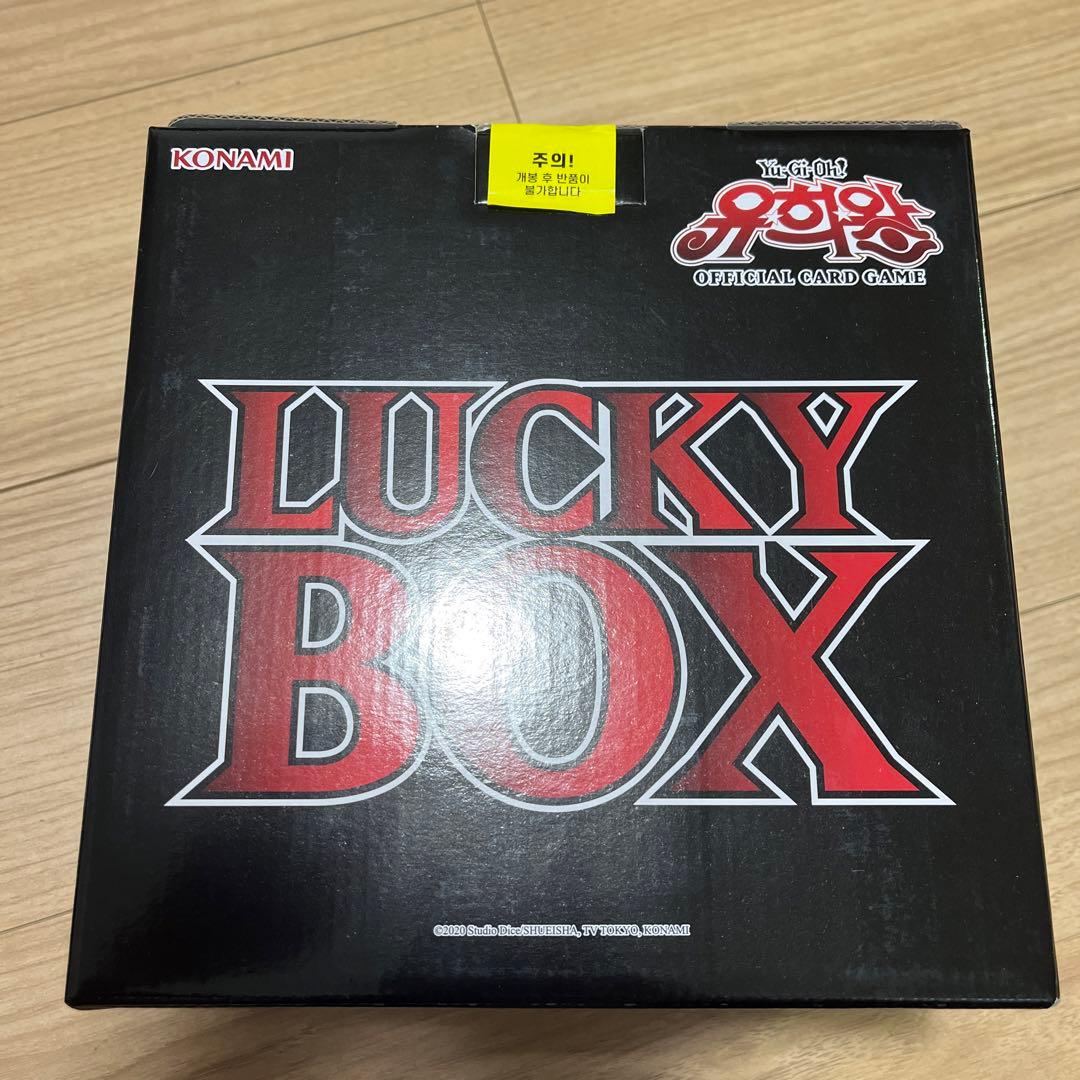 KONAMI
주의!
개봉 후 반품이
불가합니다
Yu-Gi-Oh!
유☆희☆왕
OFFICIAL CARD GAME
LUCKY
BOX
©2020 Studio Dice/SHUEISHA, TV TOKYO, KONAMI